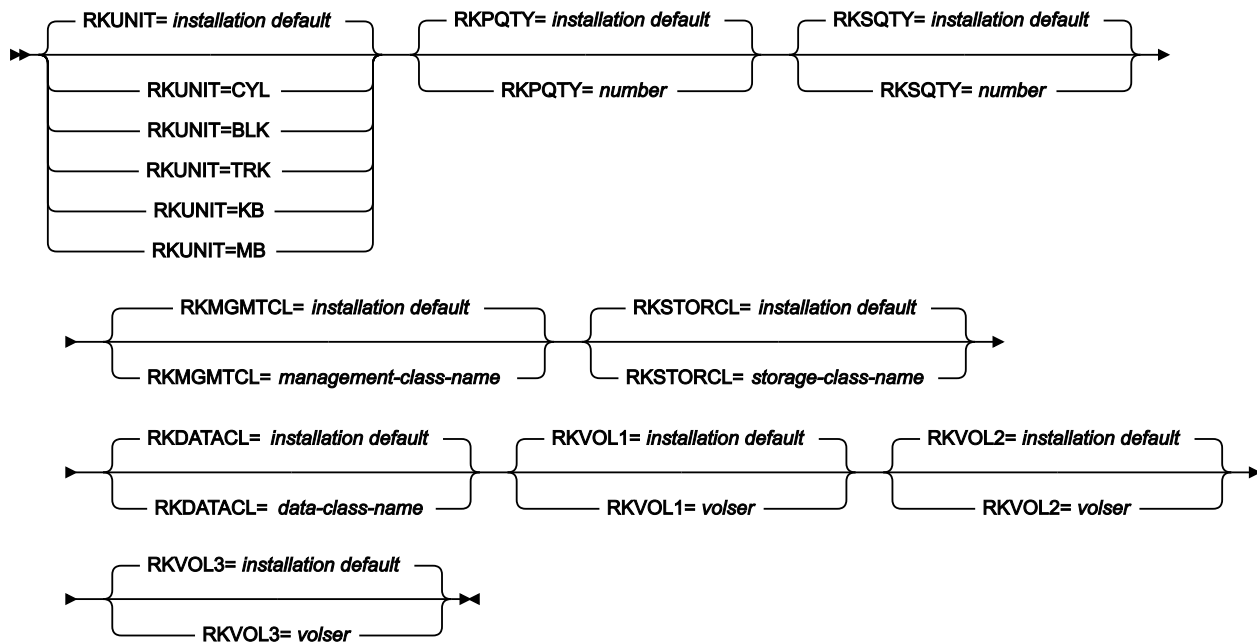 RKUNIT= installation default
RKUNIT=CYL
RKUNIT=BLK
RKUNIT=TRK
RKUNIT=KB
RKUNIT=MB
RKPQTY= installation default
RKPQTY= number
RKSQTY= installation default
RKSQTY= number
RKMGMTCL= installation default
RKMGMTCL= management-class-name
RKSTORCL= installation default
RKSTORCL= storage-class-name
RKDATACL= installation default
RKDATACL= data-class-name
RKVOL1= installation default
RKVOL1= volser
RKVOL2= installation default
RKVOL2= volser
RKVOL3= installation default
RKVOL3= volser